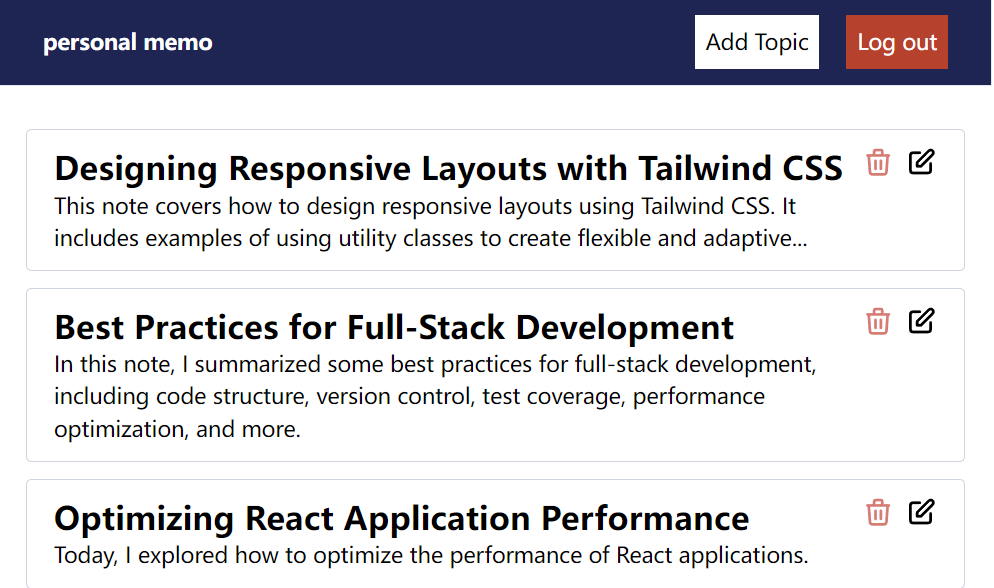 personal memo
Add Topic
Log out
Designing Responsive Layouts with Tailwind CSS
This note covers how to design responsive layouts using Tailwind CSS. It
includes examples of using utility classes to create flexible and adaptive...
Best Practices for Full-Stack Development
In this note, I summarized some best practices for full-stack development,
including code structure, version control, test coverage, performance
optimization, and more.
Optimizing React Application Performance
Today, I explored how to optimize the performance of React applications.